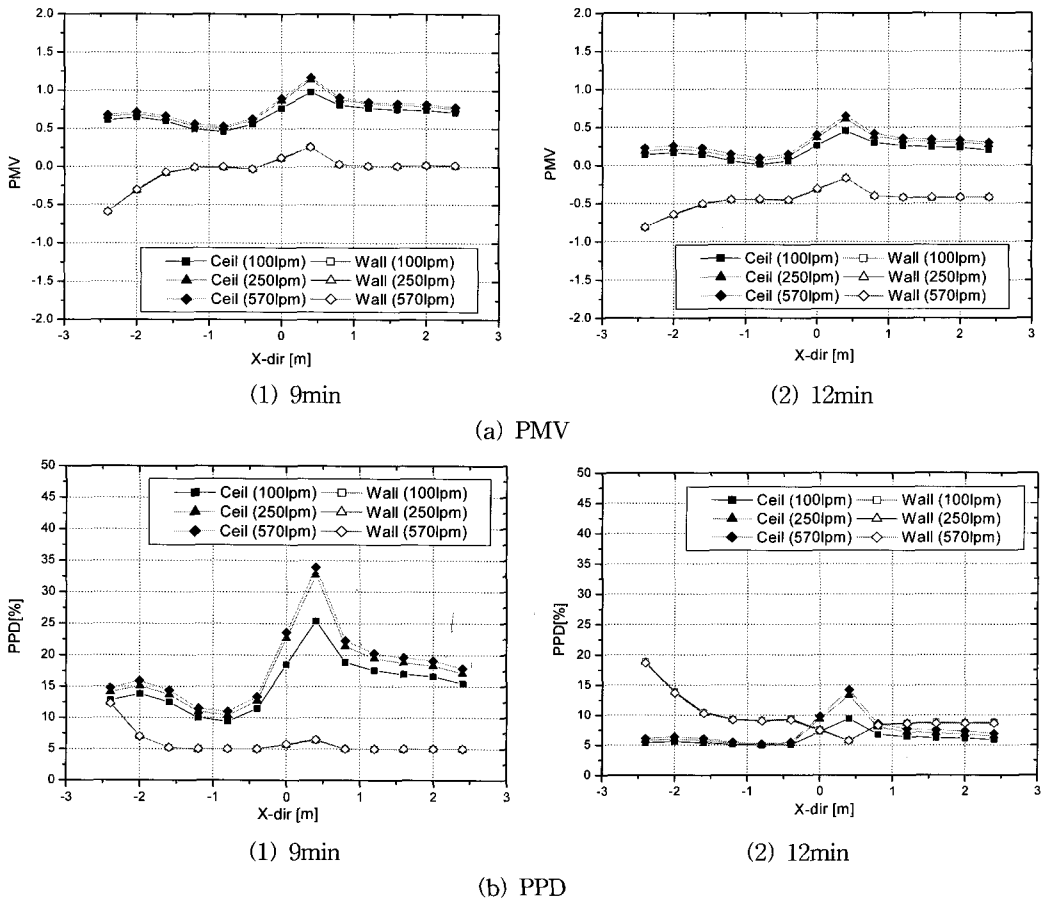 2.0
1.5
1.0
0.5
0.0
-0.5
-1.0
-1.5
-2.0
PMV
Ceil (100lpm) Wall (100lpm)
Ceil (250lpm) Wall (250lpm)
Ceil (570lpm) Wall (570lpm)
-3 -2 -1 0 1 2 3
X-dir [m]
(1) 9min
2.0
1.5
1.0
0.5
0.0
-0.5
-1.0
-1.5
-2.0
PMV
Ceil (100lpm) Wall (100lpm)
Ceil (250lpm) Wall (250lpm)
Ceil (570lpm) Wall (570lpm)
-3 -2 -1 0 1 2 3
X-dir [m]
(2) 12min
(a) PMV
50
45
40
35
30
25
20
15
10
5
0
PPD[%]
Ceil (100lpm) Wall (100lpm)
Ceil (250lpm) Wall (250lpm)
Ceil (570lpm) Wall (570lpm)
-3 -2 -1 0 1 2 3
X-dir [m]
(1) 9min
50
45
40
35
30
25
20
15
10
5
0
PPD[%]
Ceil (100lpm) Wall (100lpm)
Ceil (250lpm) Wall (250lpm)
Ceil (570lpm) Wall (570lpm)
-3 -2 -1 0 1 2 3
X-dir [m]
(2) 12min
(b) PPD